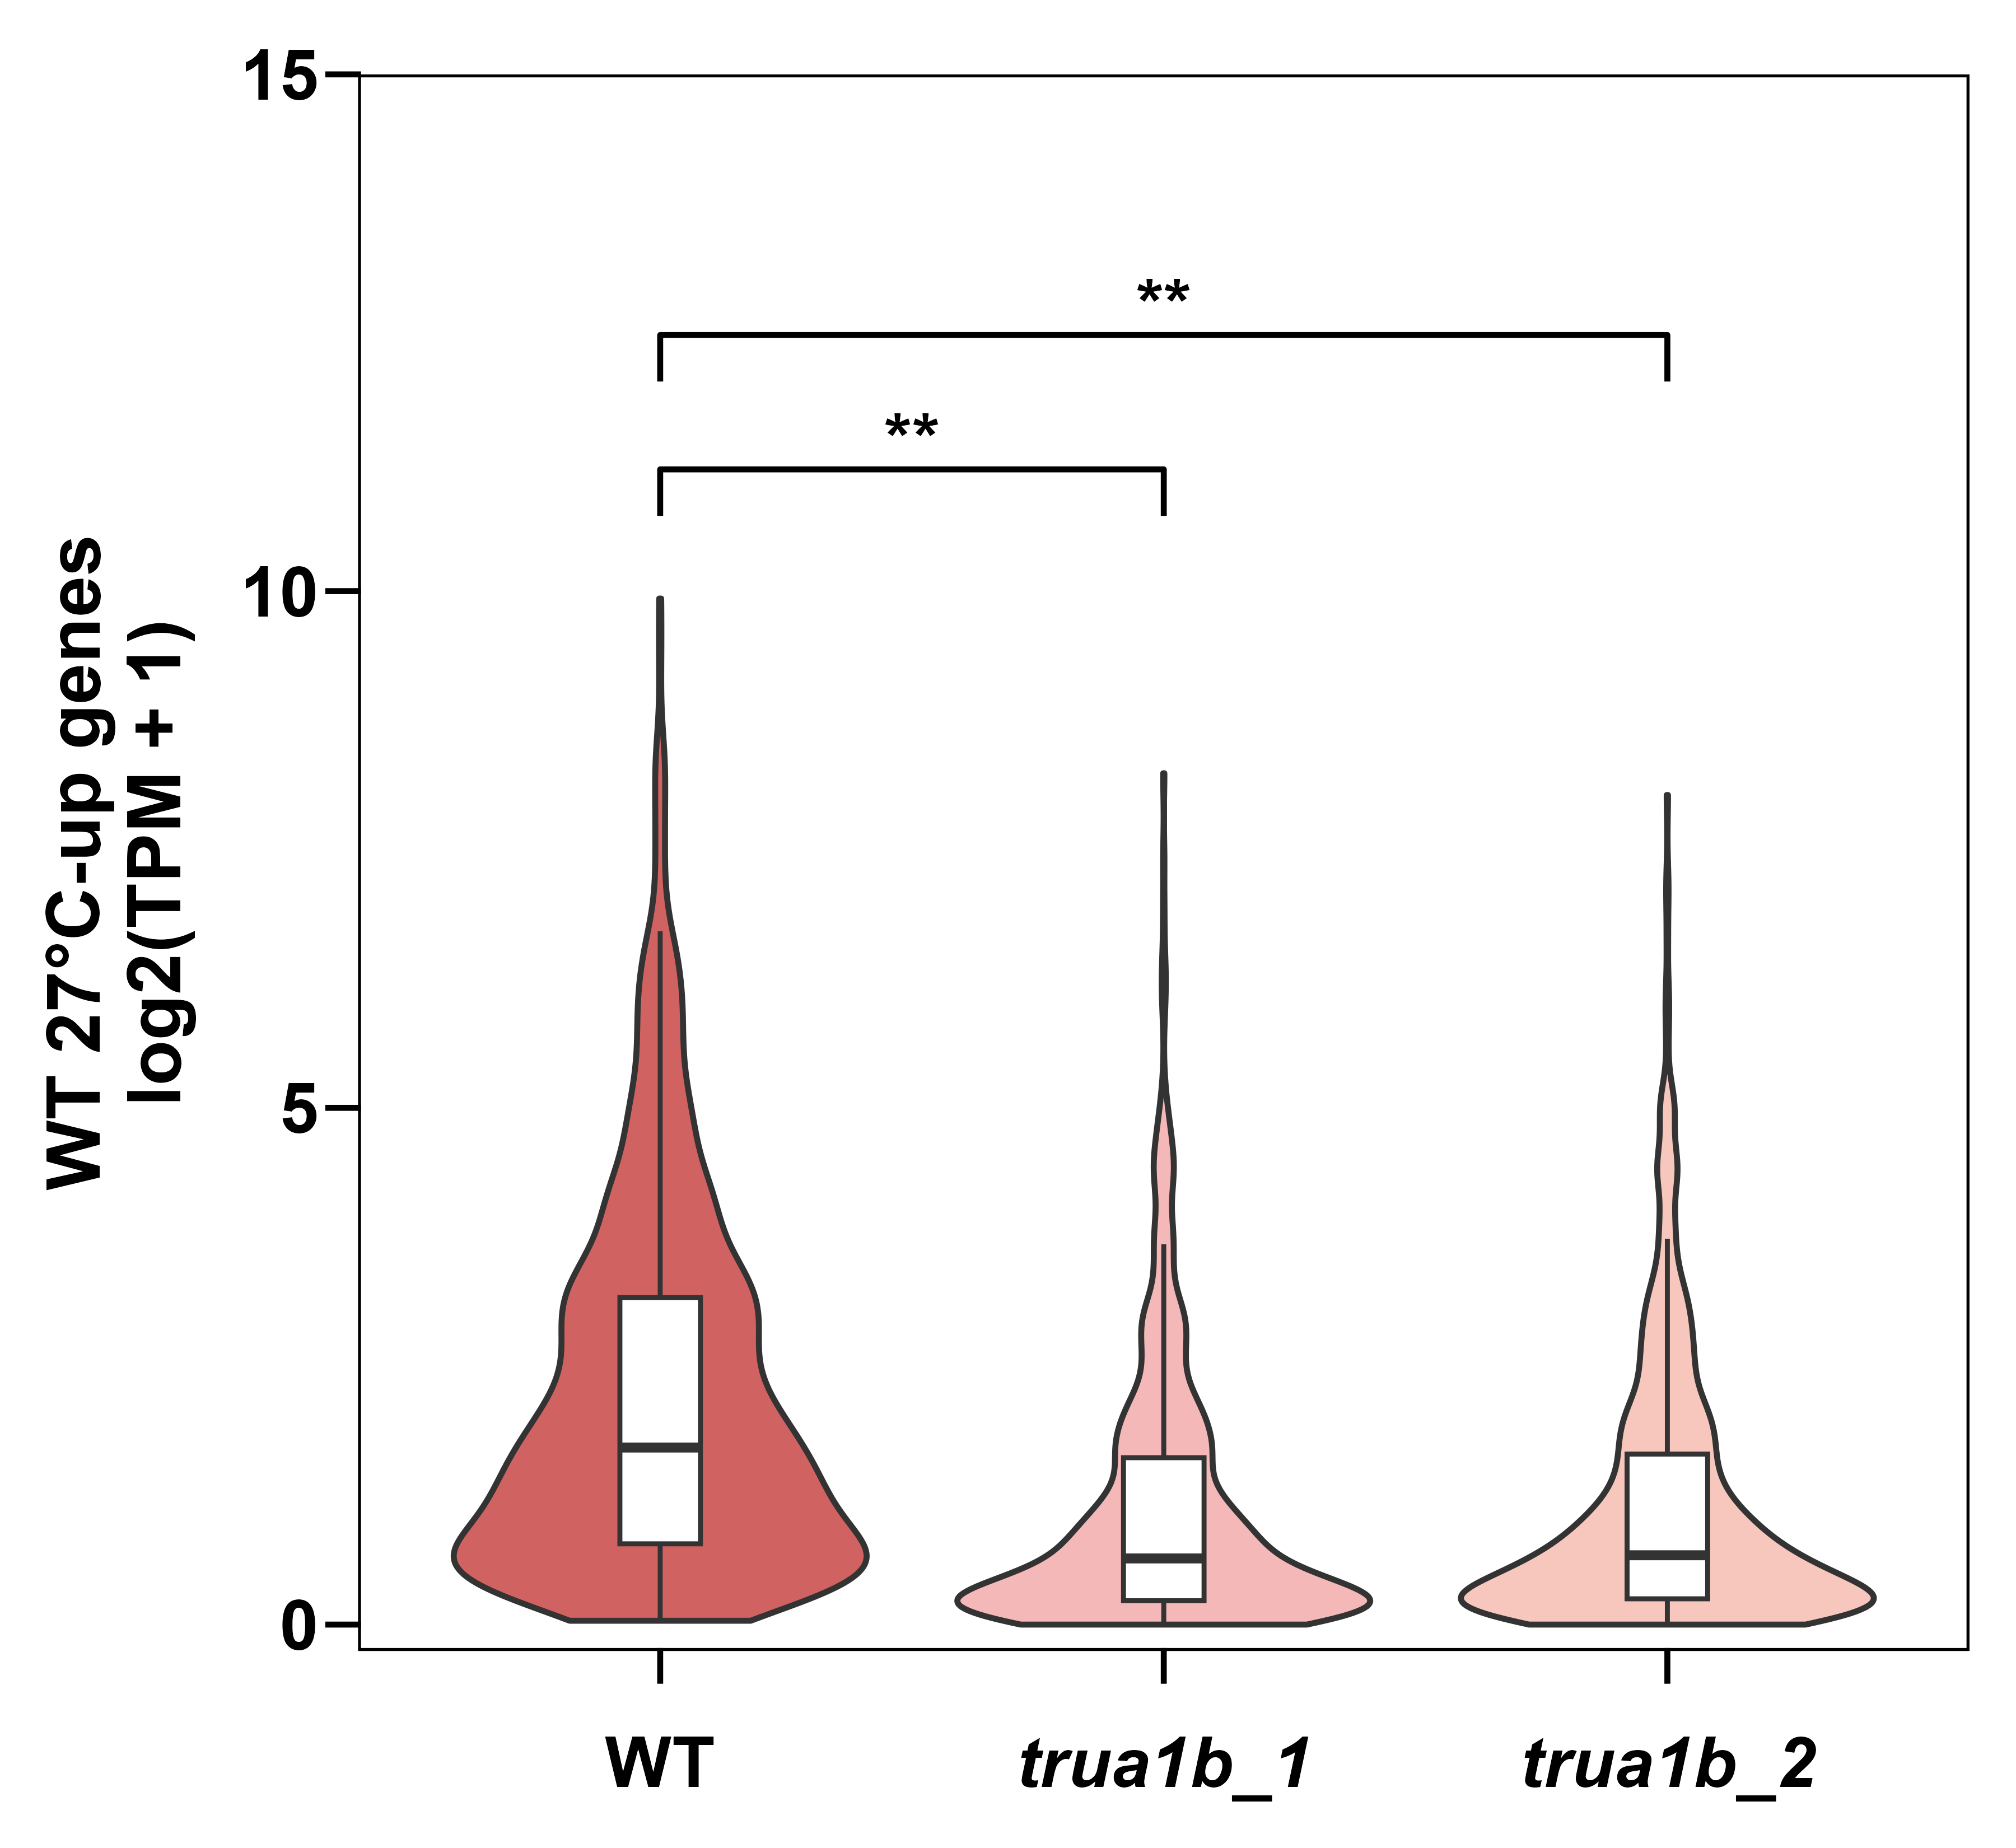 WT 27°C-up genes
log2(TPM + 1)
15
10
5
0
**
**
WT
trua1b_1
trua1b_2